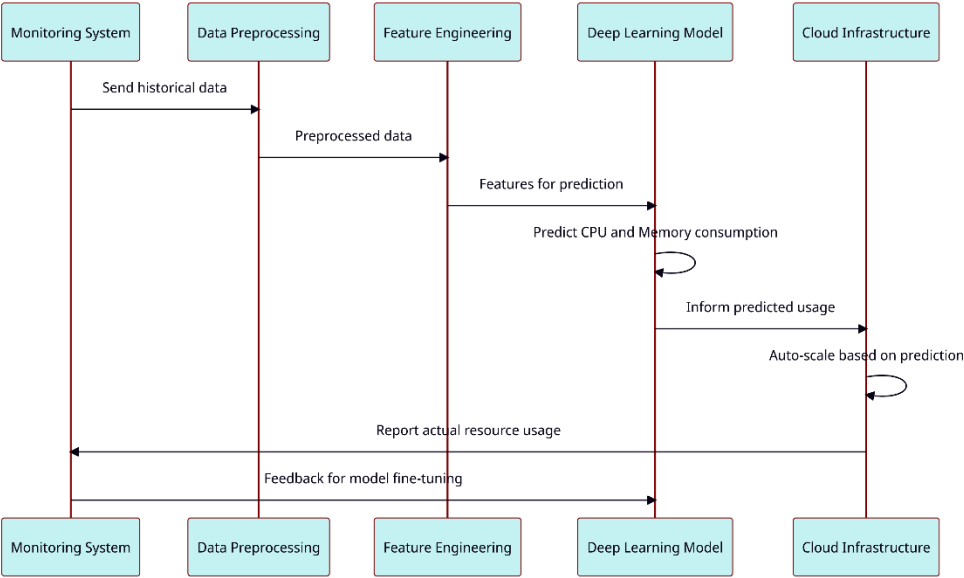 Monitoring System
Data Preprocessing
Feature Engineering
Deep Learning Model
Cloud Infrastructure
Send historical data
Preprocessed data
Features for prediction
Predict CPU and Memory consumption
Inform predicted usage
Auto-scale based on prediction
Report actual resource usage
Feedback for model fine-tuning
Monitoring System
Data Preprocessing
Feature Engineering
Deep Learning Model
Cloud Infrastructure